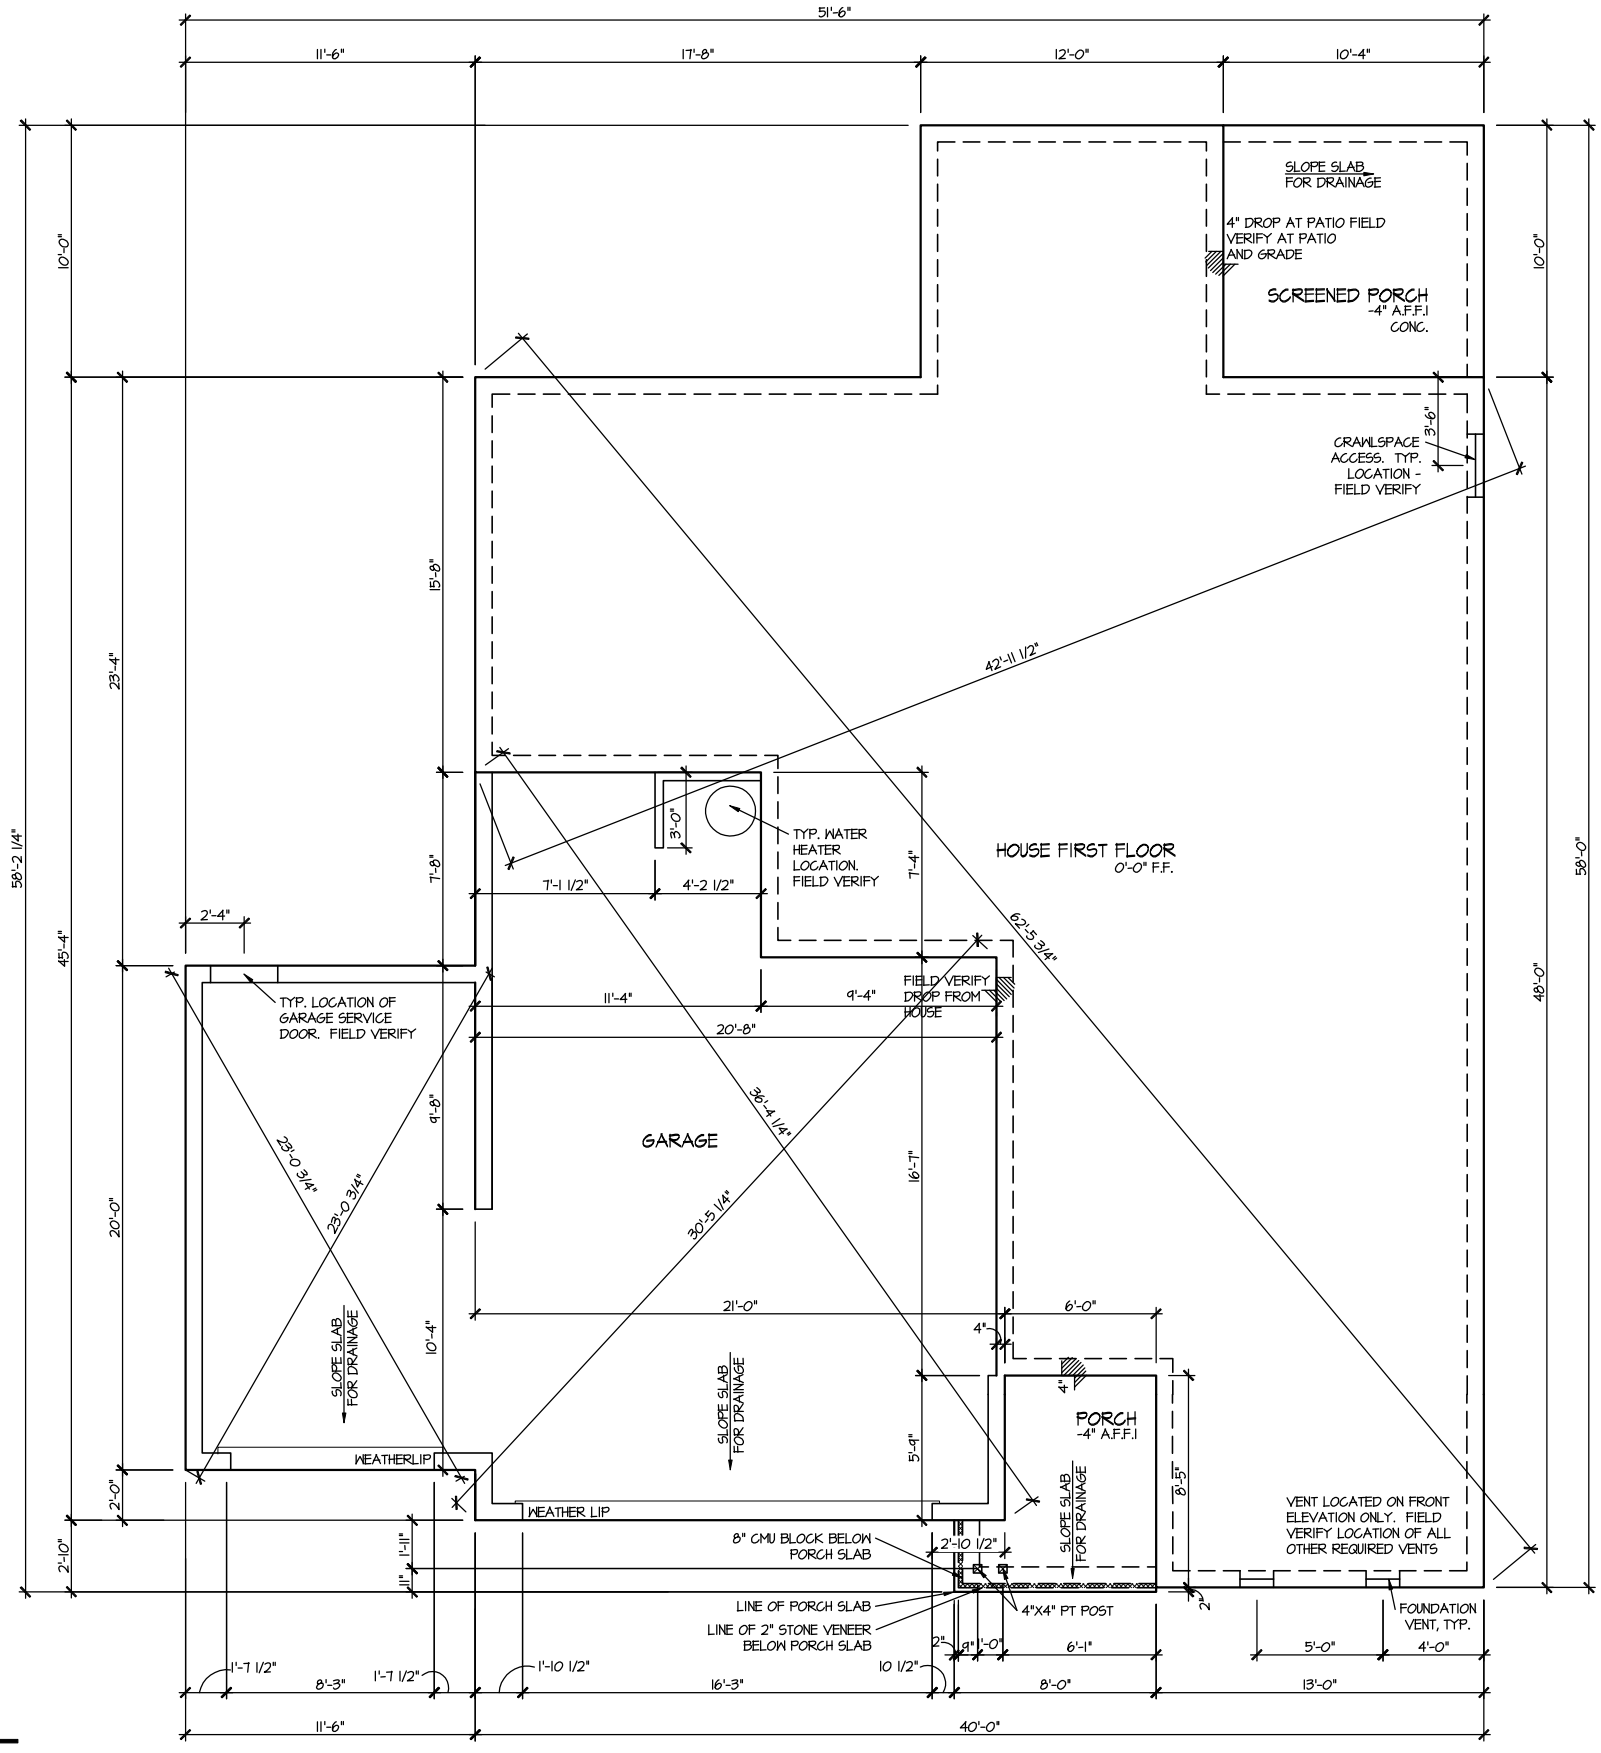 51'-6"
11'-6"
17'-8"
12'-0"
10'-4"
SLOPE SLAB
FOR DRAINAGE
4" DROP AT PATIO FIELD
VERIFY AT PATIO
AND GRADE
10'-0"
10'-0"
SCREENED PORCH
-4" A.F.F.1
CONC.
3'-6"
CRAWLSPACE
ACCESS. TYP.
LOCATION -
FIELD VERIFY
15'-8"
23'-4"
42'-11 1/2"
58'-2 1/4"
45'-4"
7'-8"
3'-0"
TYP. WATER
HEATER
LOCATION.
FIELD VERIFY
7'-4"
HOUSE FIRST FLOOR
0'-0" F.F.
58'-0"
48'-0"
7'-1 1/2"
4'-2 1/2"
2'-4"
62'-5 3/4"
FIELD VERIFY
DROP FROM
HOUSE
TYP. LOCATION OF
GARAGE SERVICE
DOOR. FIELD VERIFY
11'-4"
9'-4"
20'-8"
9'-8"
36'-4 1/4"
GARAGE
23'-0 3/4"
23'-0 3/4"
30'-5 1/4"
16'-7"
20'-0"
21'-0"
6'-0"
4"
10'-4"
SLOPE SLAB
FOR DRAINAGE
SLOPE SLAB
FOR DRAINAGE
4"
PORCH
-4" A.F.F.1
5'-9"
8'-5"
WEATHERLIP
WEATHER LIP
2'-0"
SLOPE SLAB
FOR DRAINAGE
VENT LOCATED ON FRONT
ELEVATION ONLY. FIELD
VERIFY LOCATION OF ALL
OTHER REQUIRED VENTS
2'-10"
1'-11"
11"
8" CMU BLOCK BELOW
PORCH SLAB
2'-10 1/2"
LINE OF PORCH SLAB
LINE OF 2" STONE VENEER
BELOW PORCH SLAB
4"X4" PT POST
2"
FOUNDATION
VENT, TYP.
2"
9"
1'-0"
6'-1"
5'-0"
4'-0"
1'-7 1/2"
8'-3"
1'-7 1/2"
1'-10 1/2"
16'-3"
10 1/2"
8'-0"
13'-0"
11'-6"
40'-0"